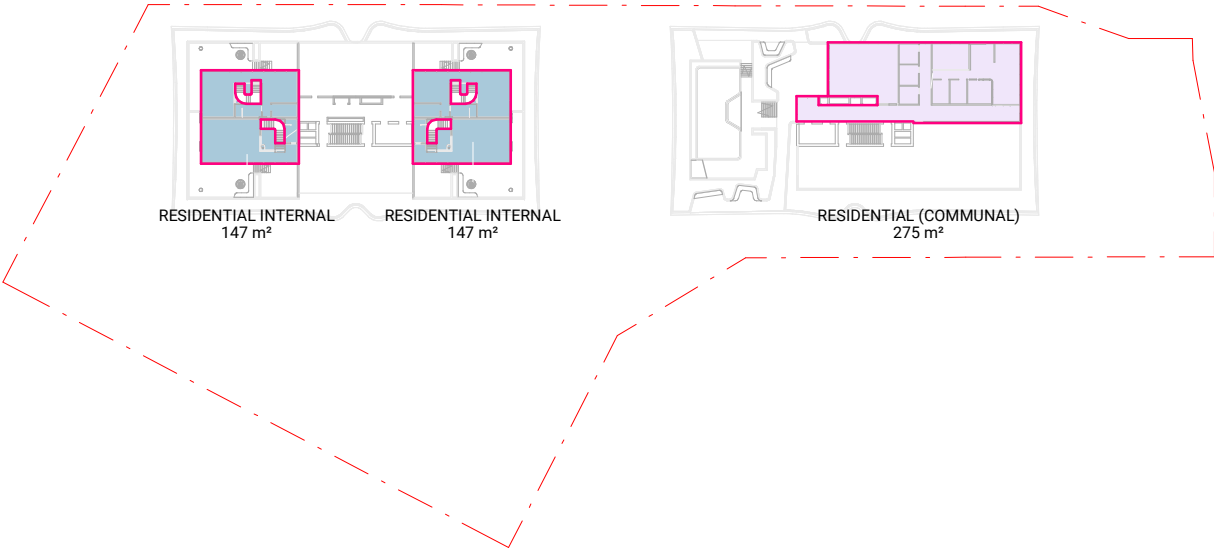 RESIDENTIAL INTERNAL
147 m²
RESIDENTIAL INTERNAL
147 m²
RESIDENTIAL (COMMUNAL)
275 m²